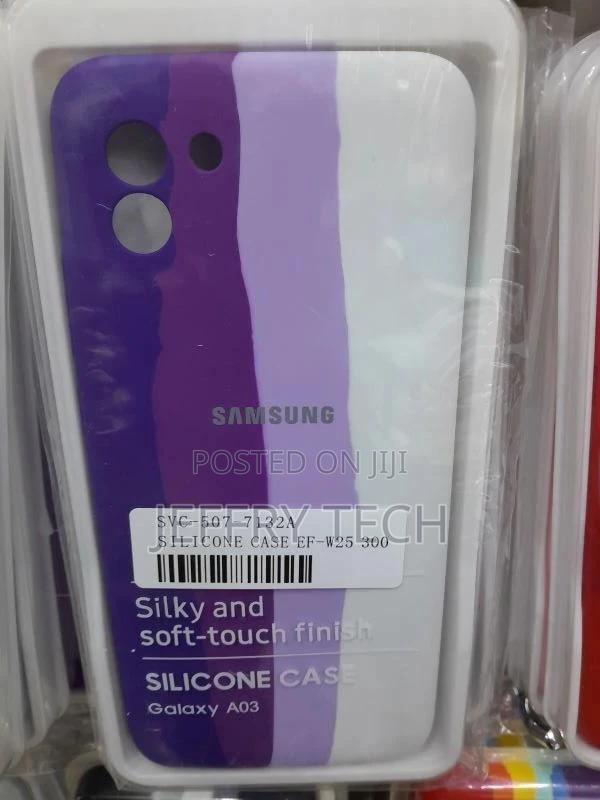 SAMSUNG
POSTED ON JIJI
JEFFRY TECH
SVC-507-7132A
SILICONE CASE EF-W25 300
Silky and
soft-touch finish
SILICONE CASE
Galaxy A03